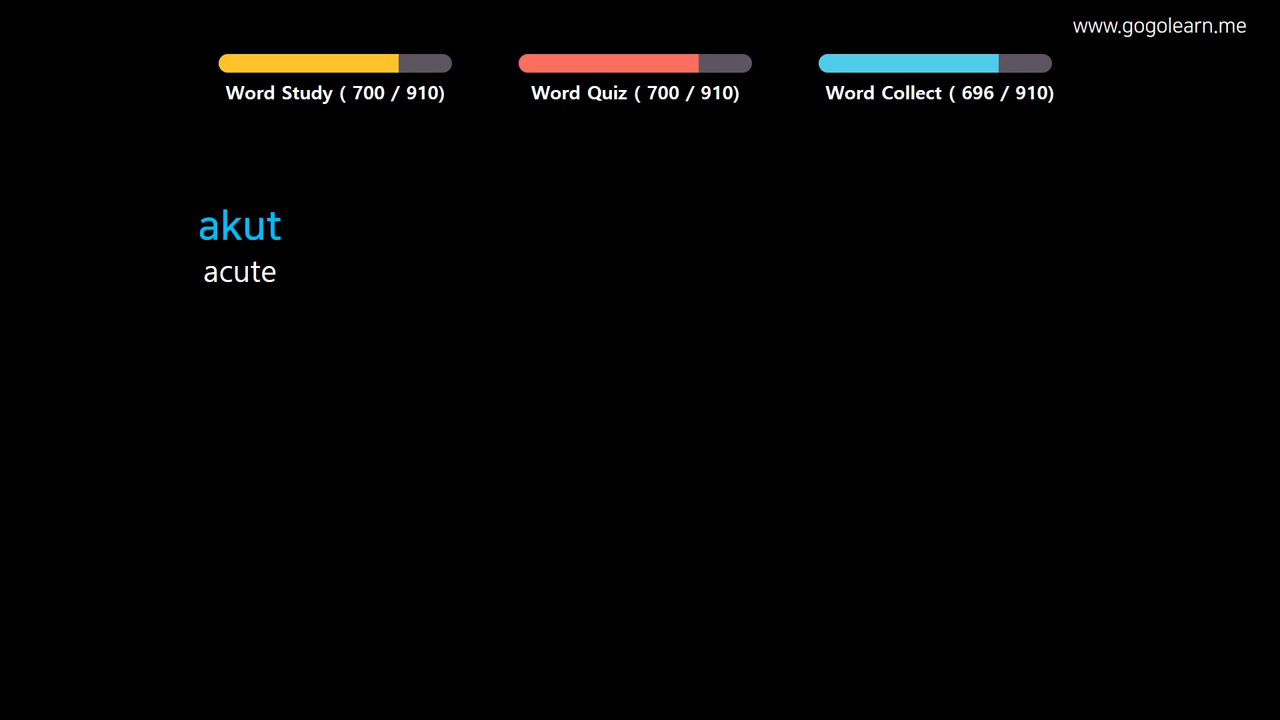 www.gogolearn.me
Word Study ( 700 / 910)
Word Quiz ( 700 / 910)
Word Collect ( 696 / 910)
akut
acute